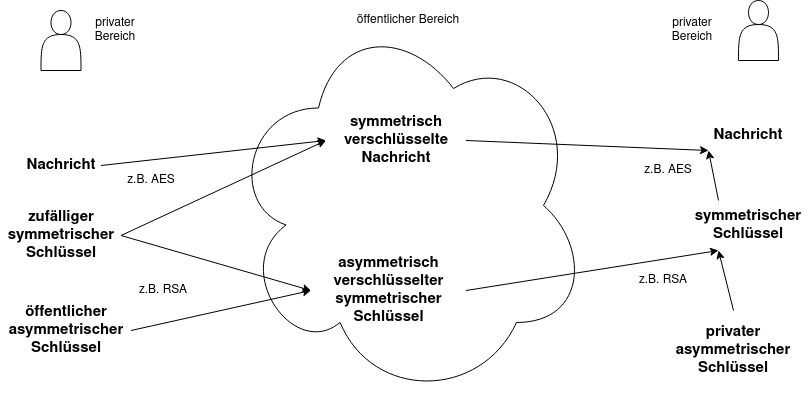 privater
Bereich
öffentlicher Bereich
privater
Bereich
Nachricht
z.B. AES
zufälliger
symmetrischer
Schlüssel
z.B. RSA
öffentlicher
asymmetrischer
Schlüssel
symmetrisch
verschlüsselte
Nachricht
asymmetrisch
verschlüsselter
symmetrischer
Schlüssel
Nachricht
z.B. AES
symmetrischer
Schlüssel
z.B. RSA
privater
asymmetrischer
Schlüssel